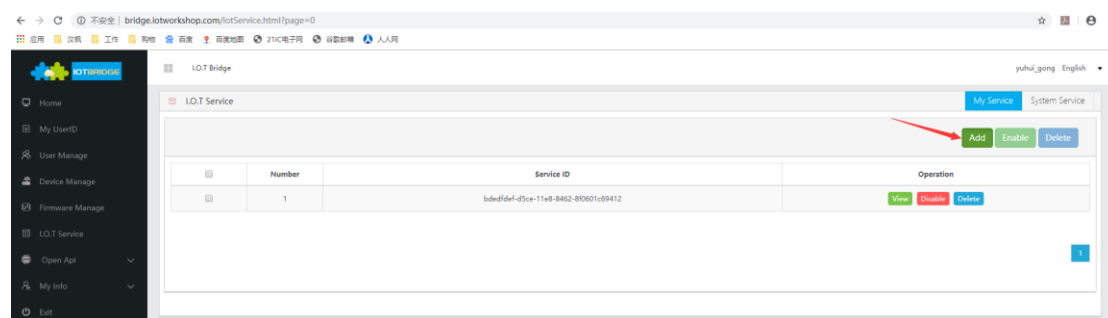 不安全 | bridge.iotworkshop.com/iotService.html?page=0
应用 汉枫 工作 购物 百度 百度地图 21IC电子网 谷歌邮箱 人人网
IOTBRIDGE
I.O.T Bridge
yuhui_gong English
Home
My UserID
User Manage
Device Manage
Firmware Manage
I.O.T Service
Open Api
My Info
Exit
I.O.T Service
My Service System Service
Add Enable Delete
Number Service ID Operation
1 bdedfdef-d5ce-11e8-8462-8f0601c69412 View Disable Delete
1